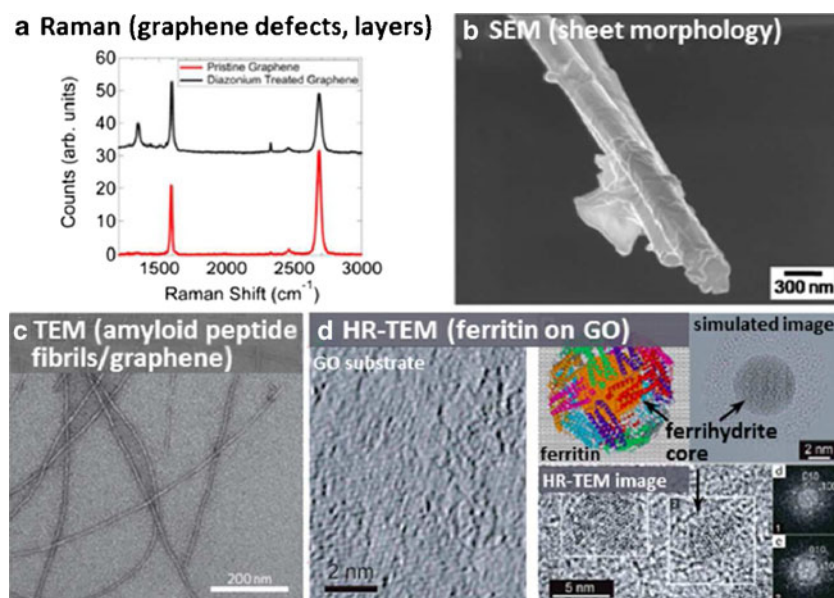 a Raman (graphene defects, layers)
60
50
40
30
20
10
0
Counts (arb. units)
Pristine Graphene
Diazonium Treated Graphene
1500 2000 2500 3000
Raman Shift (cm-1)
b SEM (sheet morphology)
300 nm
c TEM (amyloid peptide
fibrils/graphene)
200 nm
d HR-TEM (ferritin on GO)
GO substrate
2 nm
simulated image
ferrihydrite
core
ferritin
2 nm
HR-TEM image
5 nm
d
010
1
e
010